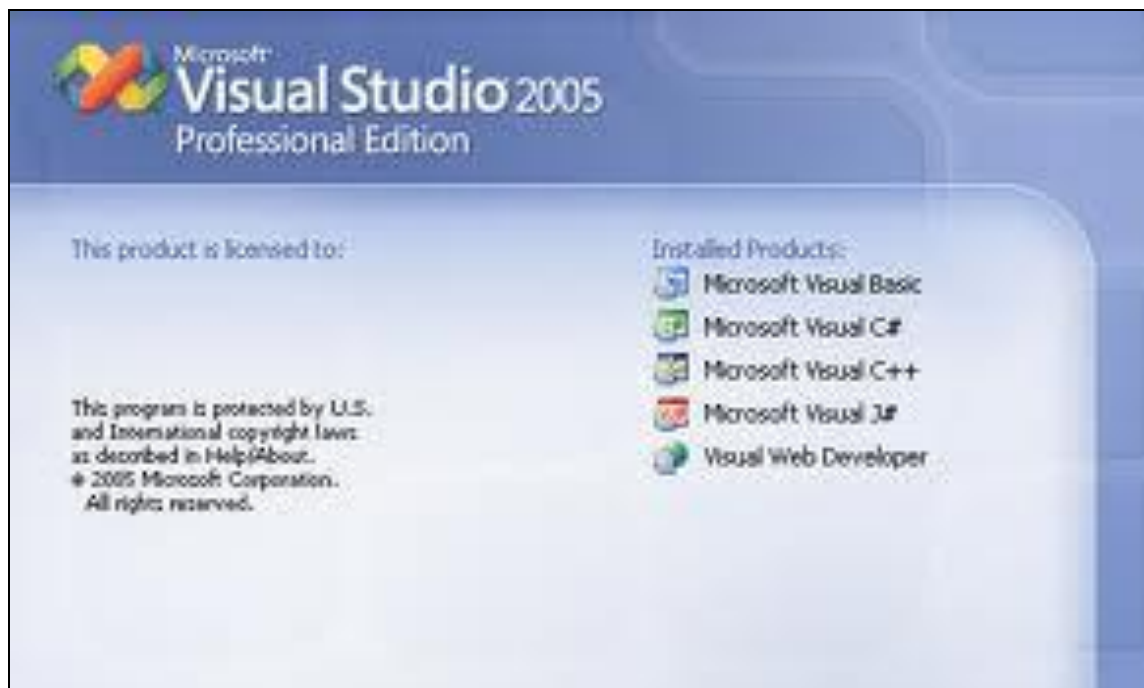 Microsoft
Visual Studio 2005
Professional Edition
This product is licensed to:
This program is protected by U.S.
and International copyright laws
as described in Help/About.
© 2005 Microsoft Corporation.
All rights reserved.
Installed Products:
Microsoft Visual Basic
Microsoft Visual C#
Microsoft Visual C++
Microsoft Visual J#
Visual Web Developer